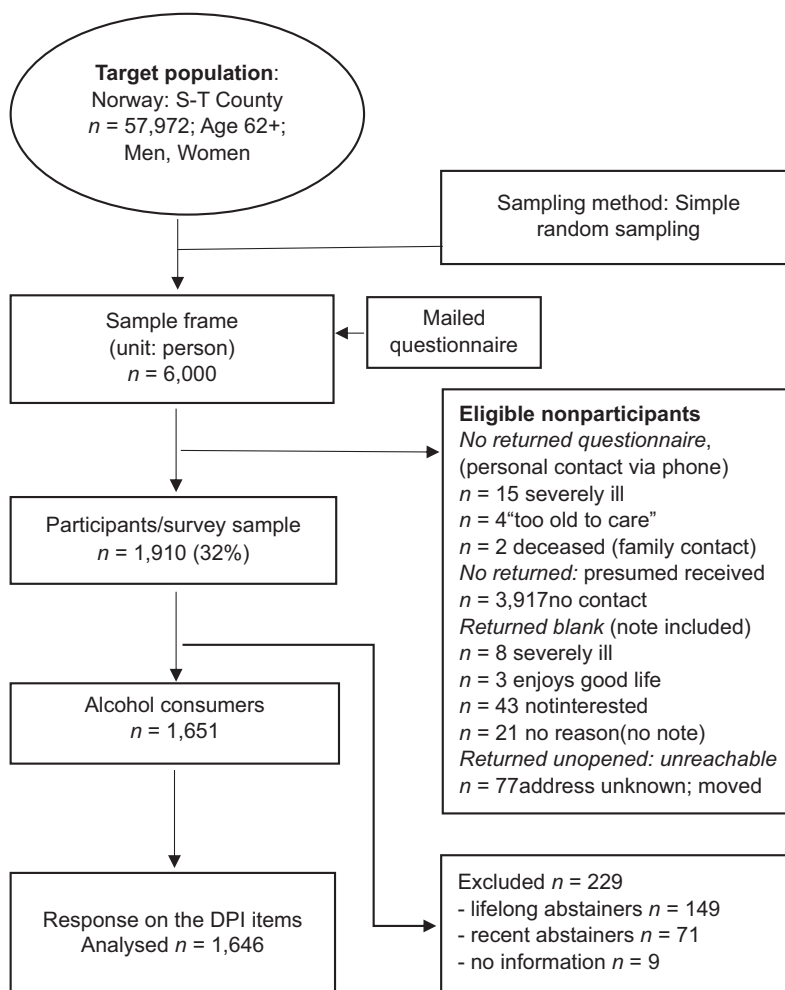 Target population:
Norway: S-T County
n = 57,972; Age 62+;
Men, Women
Sampling method: Simple
random sampling
Sample frame
(unit: person)
n = 6,000
Mailed
questionnaire
Eligible nonparticipants
No returned questionnaire,
(personal contact via phone)
n = 15 severely ill
n = 4“too old to care”
n = 2 deceased (family contact)
No returned: presumed received
n = 3,917no contact
Returned blank (note included)
n = 8 severely ill
n = 3 enjoys good life
n = 43 notinterested
n = 21 no reason(no note)
Returned unopened: unreachable
n = 77address unknown; moved
Participants/survey sample
n = 1,910 (32%)
Alcohol consumers
n = 1,651
Excluded n = 229
- lifelong abstainers n = 149
- recent abstainers n = 71
- no information n = 9
Response on the DPI items
Analysed n = 1,646